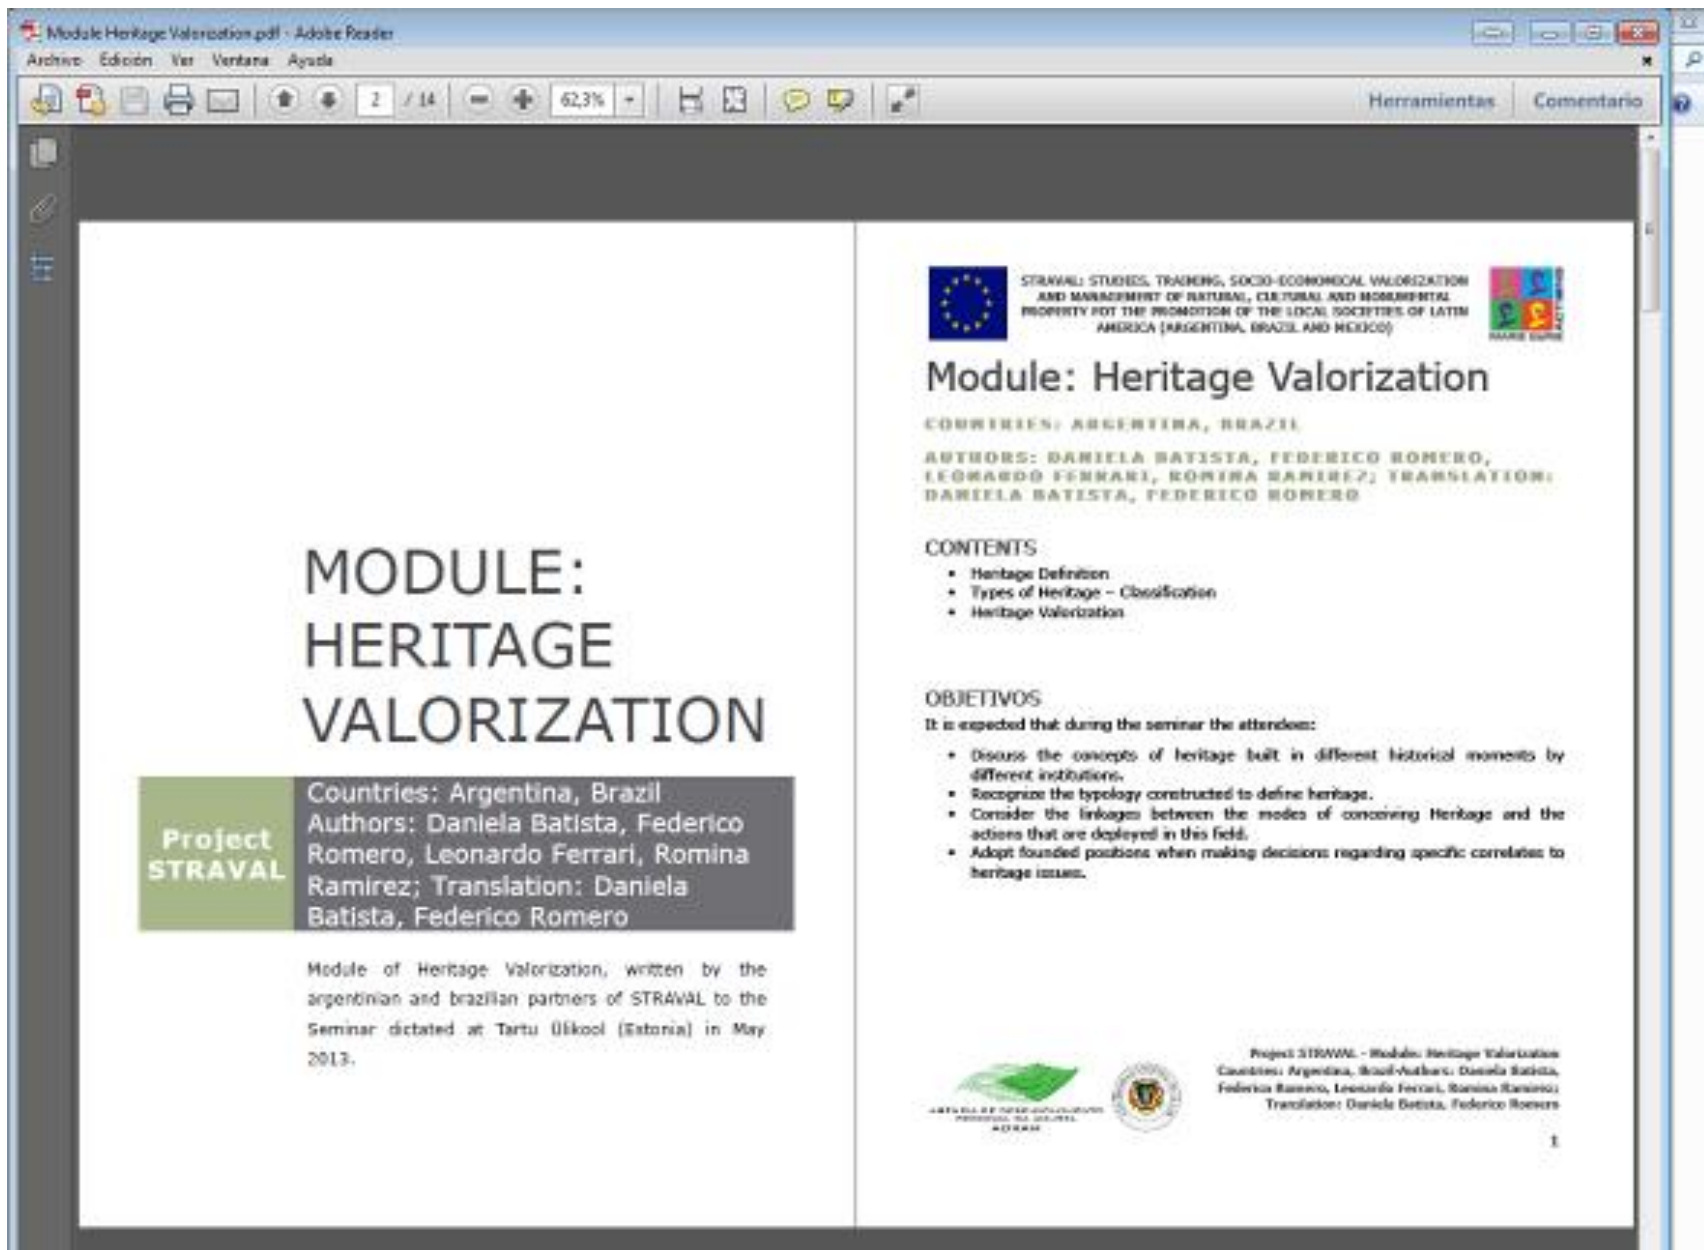 Module Heritage Valorization.pdf - Adobe Reader
Archivo Edición Ver Ventana Ayuda
2 / 14 62,3% Herramientas Comentario
MODULE:
HERITAGE
VALORIZATION
Project
STRAVAL
Countries: Argentina, Brazil
Authors: Daniela Batista, Federico
Romero, Leonardo Ferrari, Romina
Ramirez; Translation: Daniela
Batista, Federico Romero
Module of Heritage Valorization, written by the
argentinian and brazilian partners of STRAVAL to the
Seminar dictated at Tartu Ülikool (Estonia) in May
2013.
STRAVAL: STUDIES, TRAINING, SOCIO-ECONOMICAL VALORIZATION
AND MANAGEMENT OF NATURAL, CULTURAL AND MONUMENTAL
PROPERTY FOT THE PROMOTION OF THE LOCAL SOCIETIES OF LATIN
AMERICA (ARGENTINA, BRAZIL AND MEXICO)
MARIE CURIE
Module: Heritage Valorization
COUNTRIES: ARGENTINA, BRAZIL
AUTHORS: DANIELA BATISTA, FEDERICO ROMERO,
LEONARDO FERRARI, ROMINA RAMIREZ; TRANSLATION:
DANIELA BATISTA, FEDERICO ROMERO
CONTENTS
• Heritage Definition
• Types of Heritage – Classification
• Heritage Valorization
OBJETIVOS
It is expected that during the seminar the attendees:
• Discuss the concepts of heritage built in different historical moments by
different institutions.
• Recognize the typology constructed to define heritage.
• Consider the linkages between the modes of conceiving Heritage and the
actions that are deployed in this field.
• Adopt founded positions when making decisions regarding specific correlates to
heritage issues.
Project STRAVAL - Module: Heritage Valorization
Countries: Argentina, Brazil-Authors: Daniela Batista,
Federico Romero, Leonardo Ferrari, Romina Ramirez;
Translation: Daniela Batista, Federico Romero
1